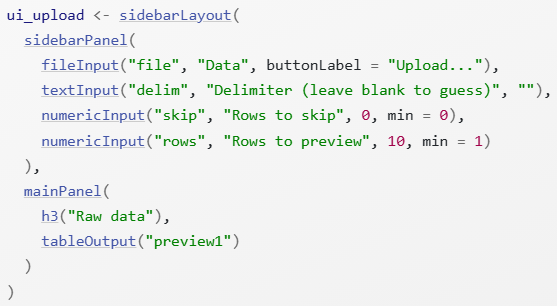 ui_upload <- sidebarLayout(
  sidebarPanel(
    fileInput("file", "Data", buttonLabel = "Upload..."),
    textInput("delim", "Delimiter (leave blank to guess)", ""),
    numericInput("skip", "Rows to skip", 0, min = 0),
    numericInput("rows", "Rows to preview", 10, min = 1)
  ),
  mainPanel(
    h3("Raw data"),
    tableOutput("preview1")
  )
)